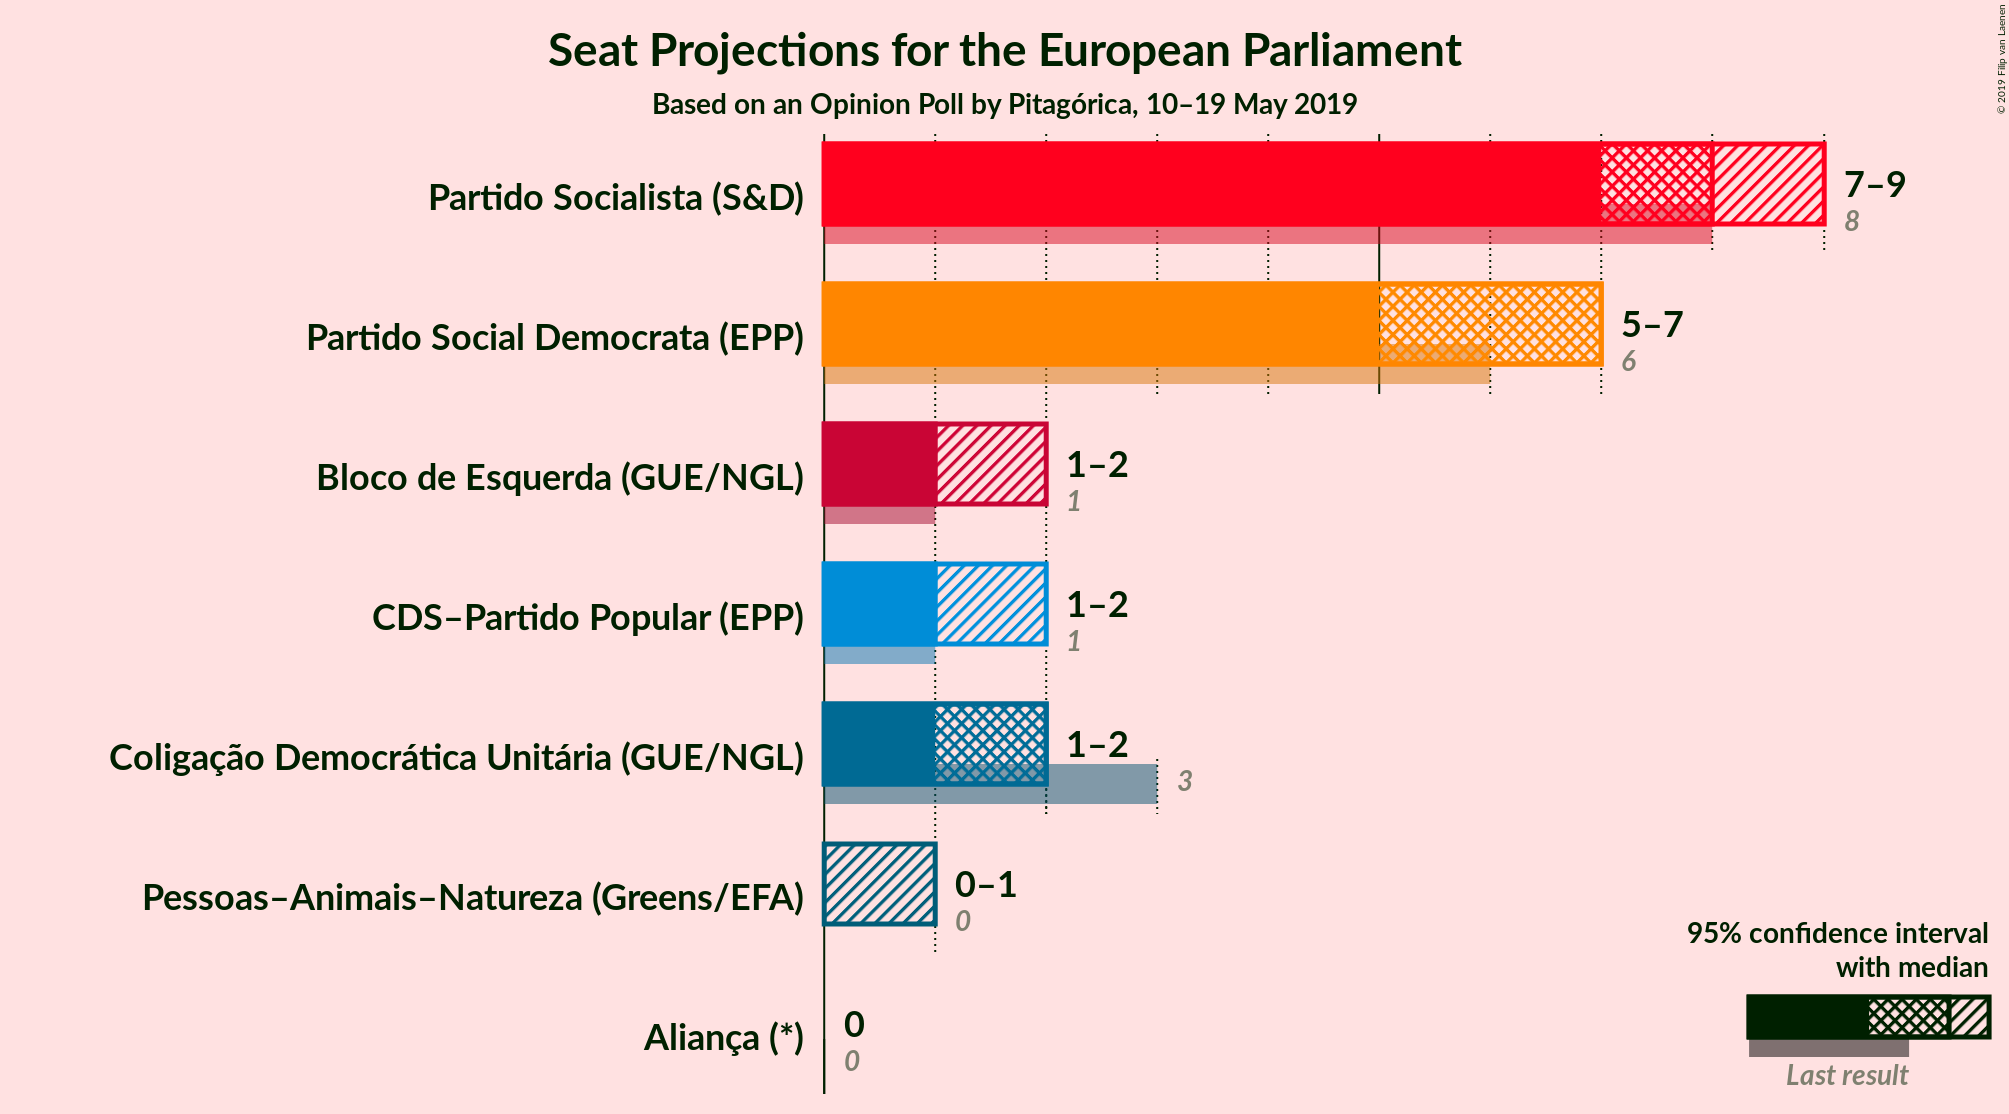 Seat Projections for the European Parliament
Based on an Opinion Poll by Pitagórica, 10–19 May 2019
© 2019 Filip van Laenen
Partido Socialista (S&D)
7–9
8
Partido Social Democrata (EPP)
5–7
6
Bloco de Esquerda (GUE/NGL)
1–2
1
CDS–Partido Popular (EPP)
1–2
1
Coligação Democrática Unitária (GUE/NGL)
1–2
3
Pessoas–Animais–Natureza (Greens/EFA)
0–1
0
Aliança (*)
0
0
95% confidence interval
with median
Last result